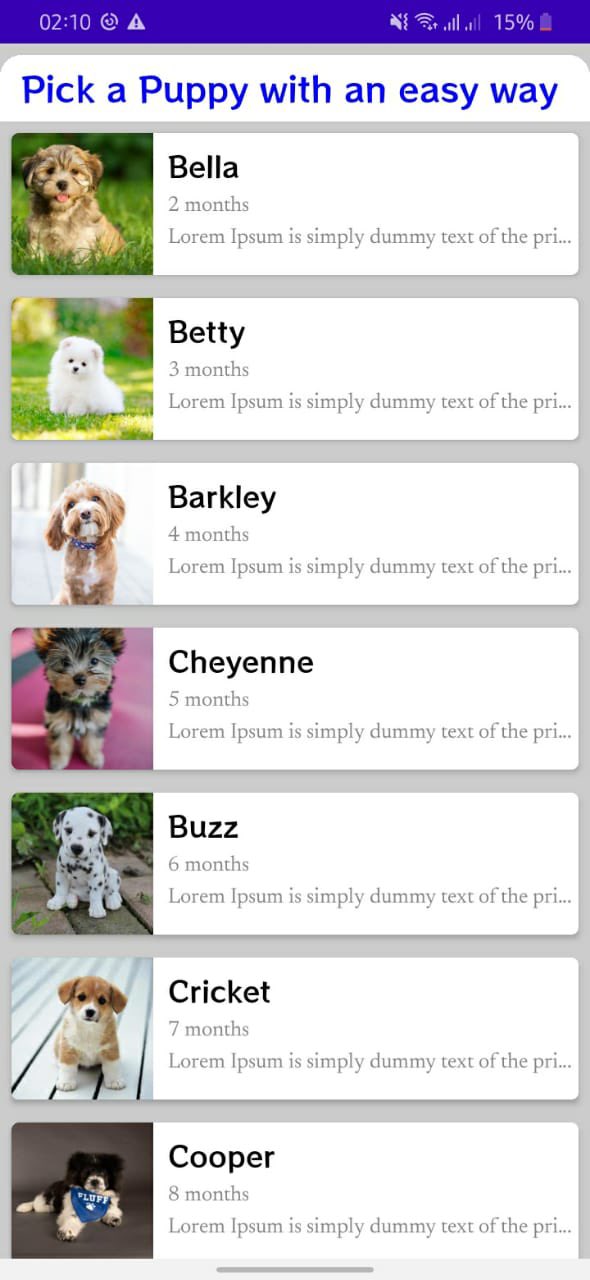 02:10 15%
Pick a Puppy with an easy way
Bella
2 months
Lorem Ipsum is simply dummy text of the pri...
Betty
3 months
Lorem Ipsum is simply dummy text of the pri...
Barkley
4 months
Lorem Ipsum is simply dummy text of the pri...
Cheyenne
5 months
Lorem Ipsum is simply dummy text of the pri...
Buzz
6 months
Lorem Ipsum is simply dummy text of the pri...
Cricket
7 months
Lorem Ipsum is simply dummy text of the pri...
FLUFF
Cooper
8 months
Lorem Ipsum is simply dummy text of the pri...